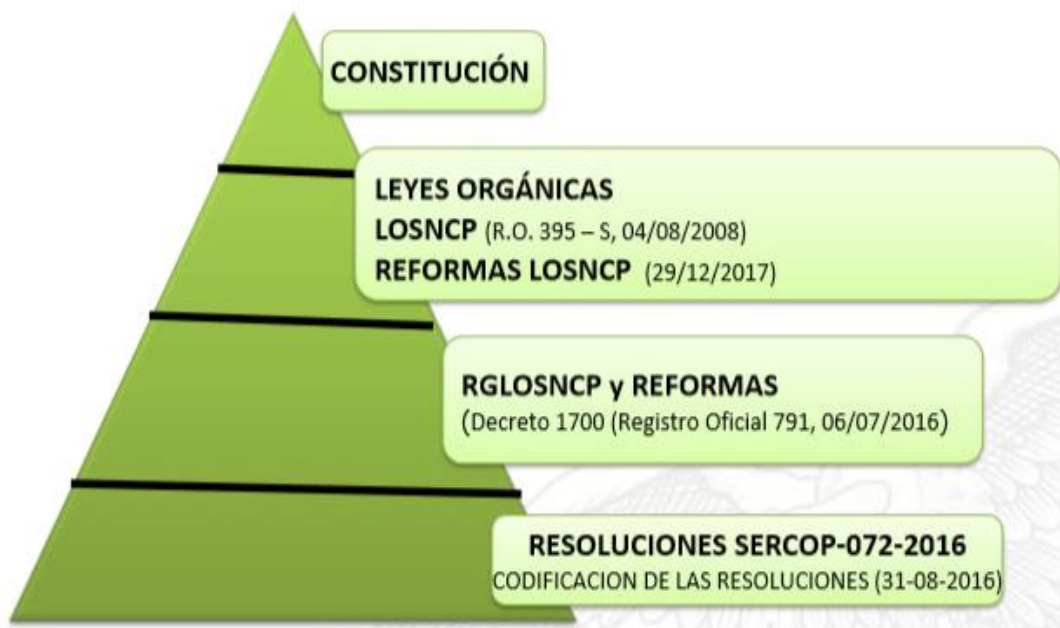 CONSTITUCIÓN
LEYES ORGÁNICAS
LOSNCP (R.O. 395 – S, 04/08/2008)
REFORMAS LOSNCP (29/12/2017)
RGLOSNCP y REFORMAS
(Decreto 1700 (Registro Oficial 791, 06/07/2016)
RESOLUCIONES SERCOP-072-2016
CODIFICACION DE LAS RESOLUCIONES (31-08-2016)